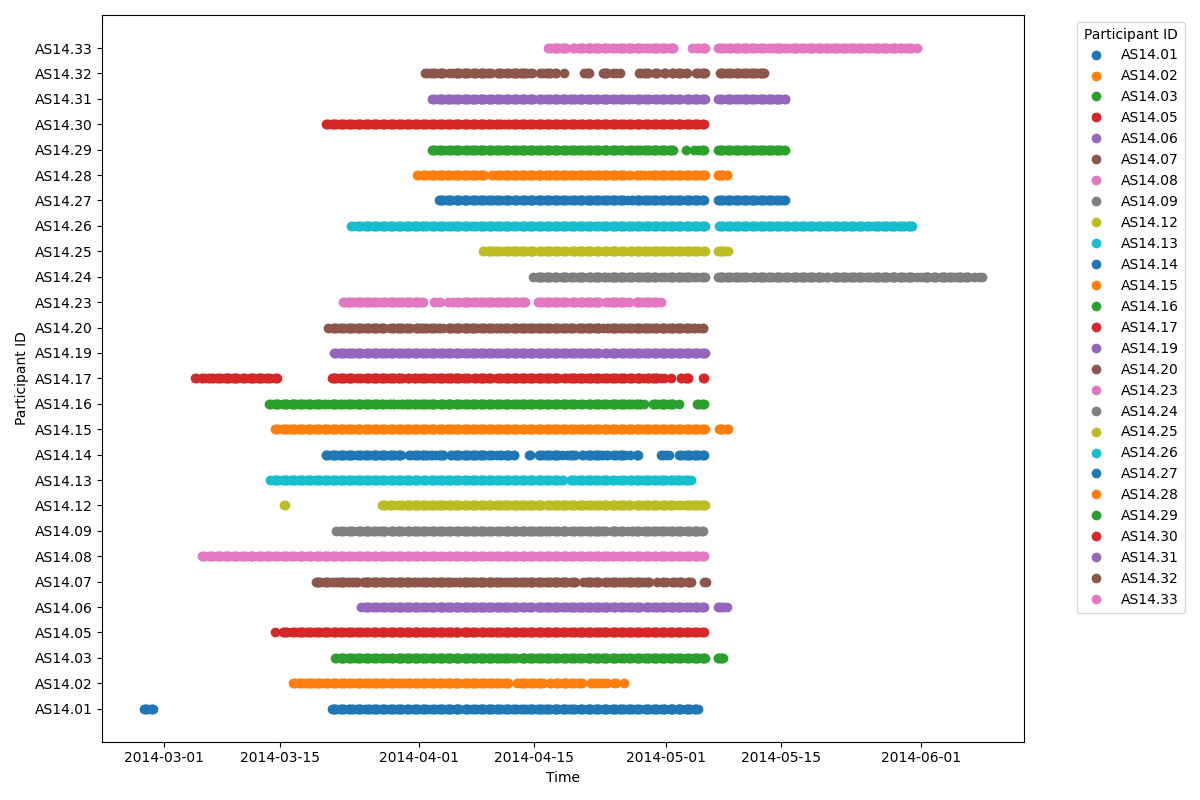 AS14.33
AS14.32
AS14.31
AS14.30
AS14.29
AS14.28
AS14.27
AS14.26
AS14.25
AS14.24
AS14.23
AS14.20
AS14.19
AS14.17
AS14.16
AS14.15
AS14.14
AS14.13
AS14.12
AS14.09
AS14.08
AS14.07
AS14.06
AS14.05
AS14.03
AS14.02
AS14.01
Participant ID
2014-03-01 2014-03-15 2014-04-01 2014-04-15 2014-05-01 2014-05-15 2014-06-01
Time
Participant ID
AS14.01
AS14.02
AS14.03
AS14.05
AS14.06
AS14.07
AS14.08
AS14.09
AS14.12
AS14.13
AS14.14
AS14.15
AS14.16
AS14.17
AS14.19
AS14.20
AS14.23
AS14.24
AS14.25
AS14.26
AS14.27
AS14.28
AS14.29
AS14.30
AS14.31
AS14.32
AS14.33